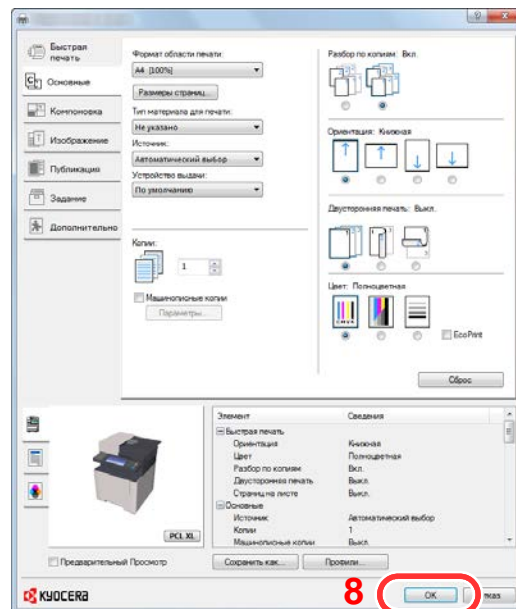 Быстрая
печать
Основные
Компоновка
Изображение
Публикация
Задание
Дополнительно
Формат области печати:
A4 [100%]
Размеры страниц...
Тип материала для печати:
Не указано
Источник:
Автоматический выбор
Устройство выдачи:
По умолчанию
Копии:
1
Машинописные копии
Параметры...
Разбор по копиям: Вкл.
Ориентация: Книжная
Двусторонняя печать: Выкл.
Цвет: Полноцветная
EcoPrint
Сброс
PCL XL
Элемент Сведения
Быстрая печать
Ориентация Книжная
Цвет Полноцветная
Разбор по копиям Вкл.
Двусторонняя печать Выкл.
Страниц на листе Выкл.
Основные
Источник Автоматический выбор
Копии 1
Машинописные копии Выкл.
Предварительный Просмотр
Сохранить как...
Профили...
KYOCERA
8
OK